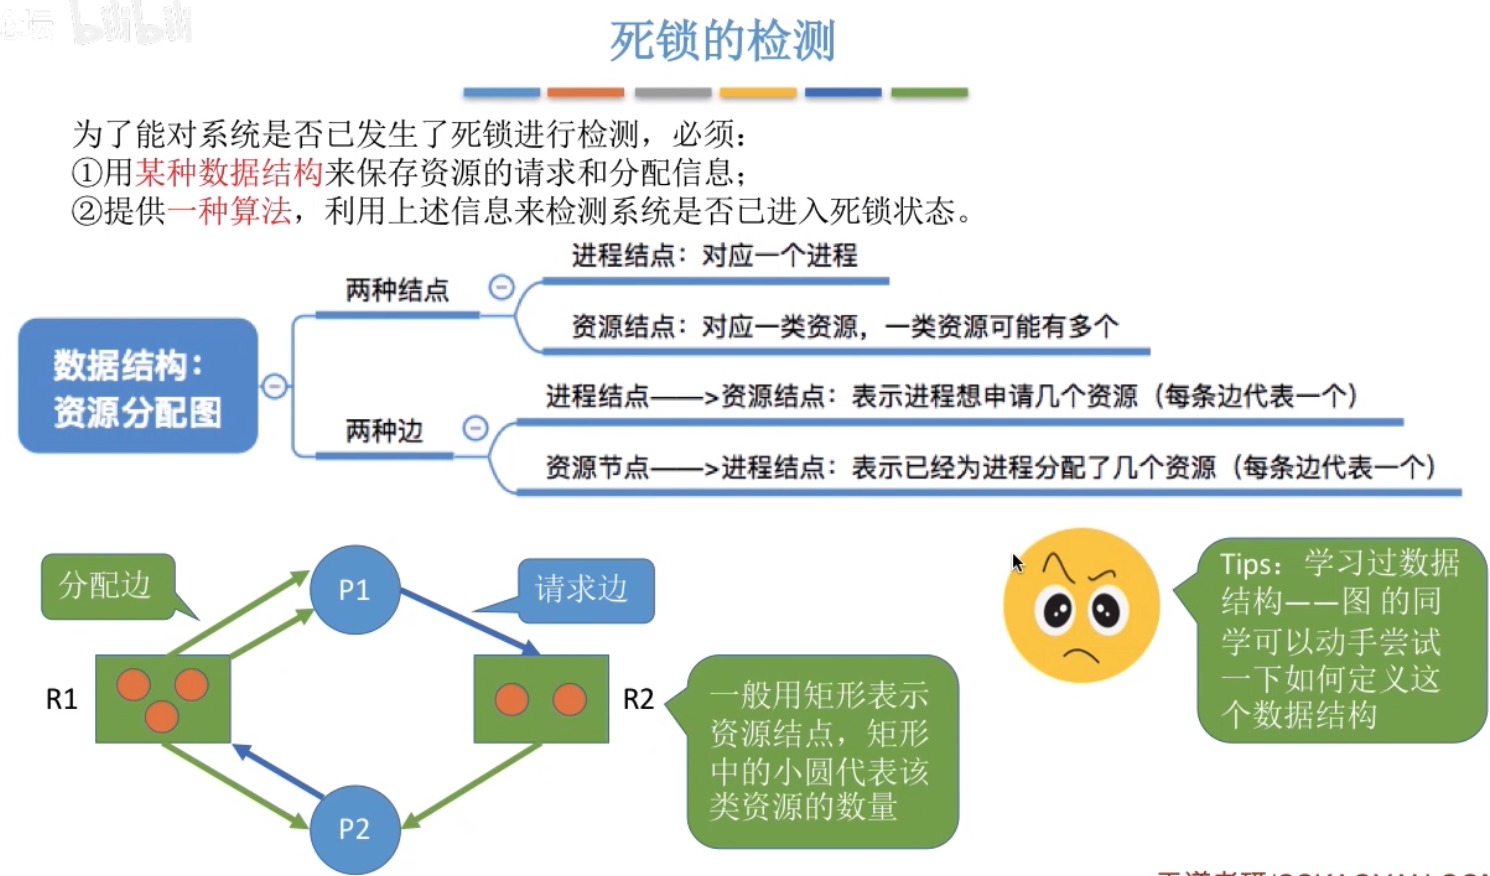 bilibili
死锁的检测
为了能对系统是否已发生了死锁进行检测，必须：
①用某种数据结构来保存资源的请求和分配信息；
②提供一种算法，利用上述信息来检测系统是否已进入死锁状态。
数据结构：
资源分配图
两种结点
进程结点：对应一个进程
资源结点：对应一类资源，一类资源可能有多个
两种边
进程结点——>资源结点：表示进程想申请几个资源（每条边代表一个）
资源节点——>进程结点：表示已经为进程分配了几个资源（每条边代表一个）
分配边
P1
请求边
R1
R2
P2
一般用矩形表示
资源结点，矩形
中的小圆代表该
类资源的数量
Tips：学习过数据
结构——图 的同
学可以动手尝试
一下如何定义这
个数据结构